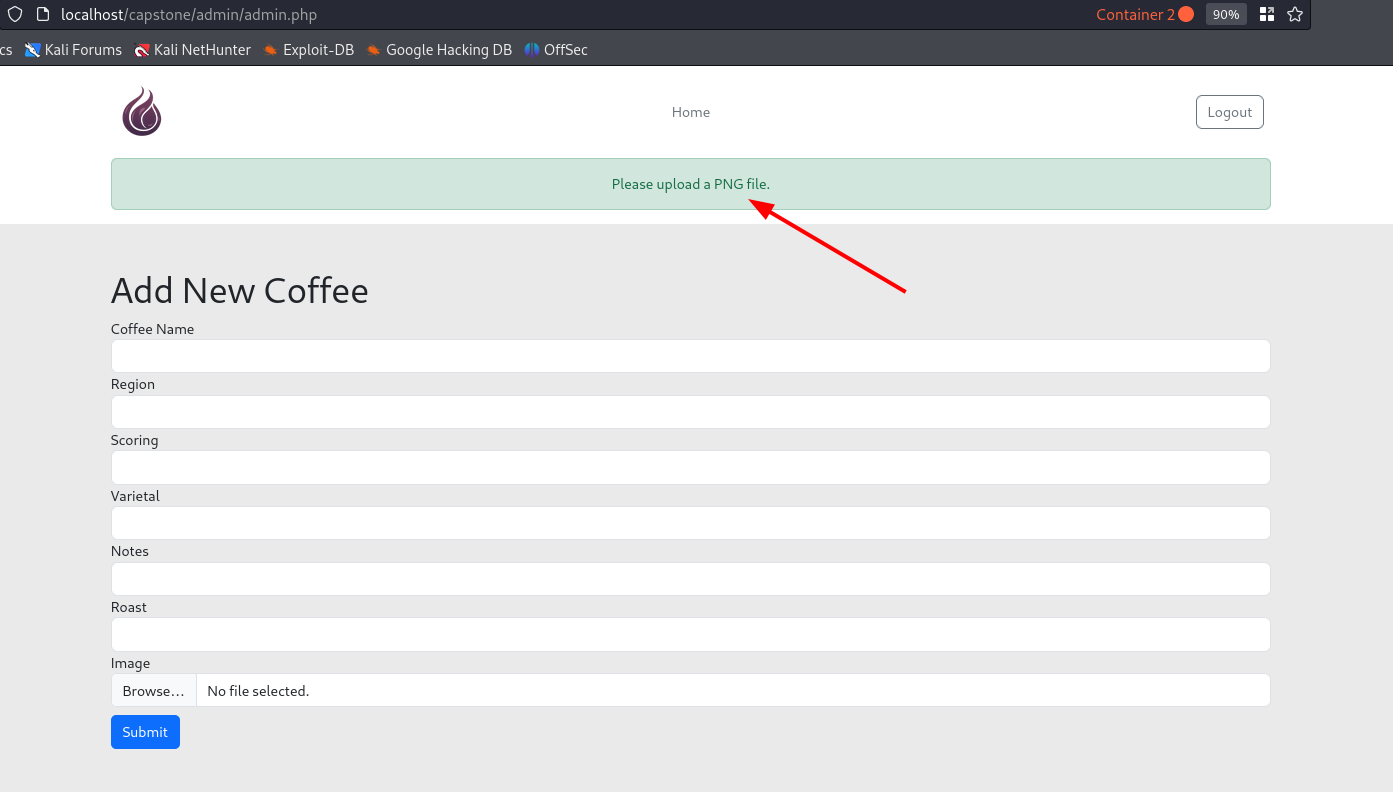 localhost/capstone/admin/admin.php Container 2 90%
cs Kali Forums Kali NetHunter Exploit-DB Google Hacking DB OffSec
Home Logout
Please upload a PNG file.
Add New Coffee
Coffee Name
Region
Scoring
Varietal
Notes
Roast
Image
Browse... No file selected.
Submit